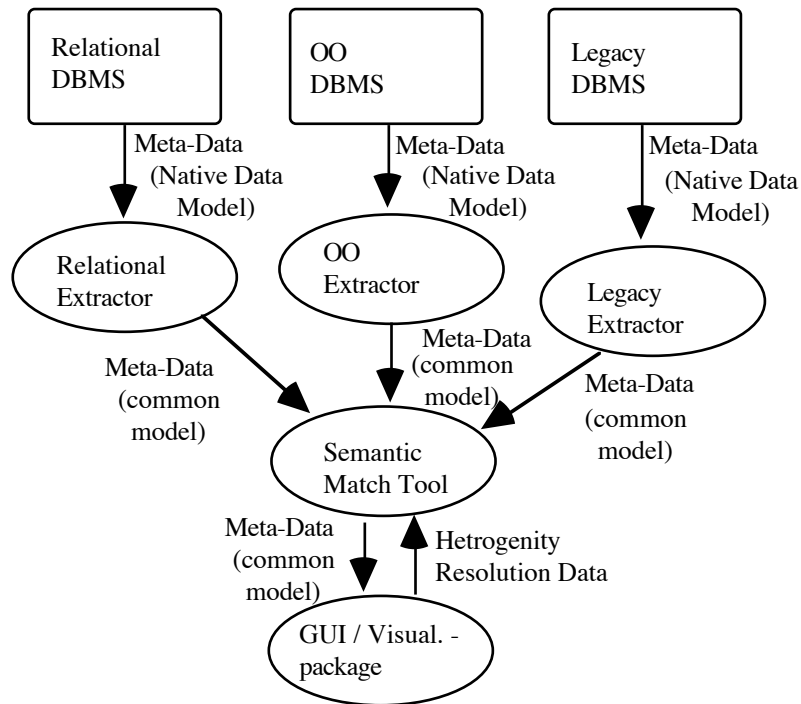 Relational
DBMS
OO
DBMS
Legacy
DBMS
Meta-Data
(Native Data
Model)
Meta-Data
(Native Data
Model)
Meta-Data
(Native Data
Model)
Relational
Extractor
OO
Extractor
Legacy
Extractor
Meta-Data
(common
model)
Meta-Data
(common
model)
Meta-Data
(common
model)
Semantic
Match Tool
Meta-Data
(common
model)
Hetrogenity
Resolution Data
GUI / Visual. -
package